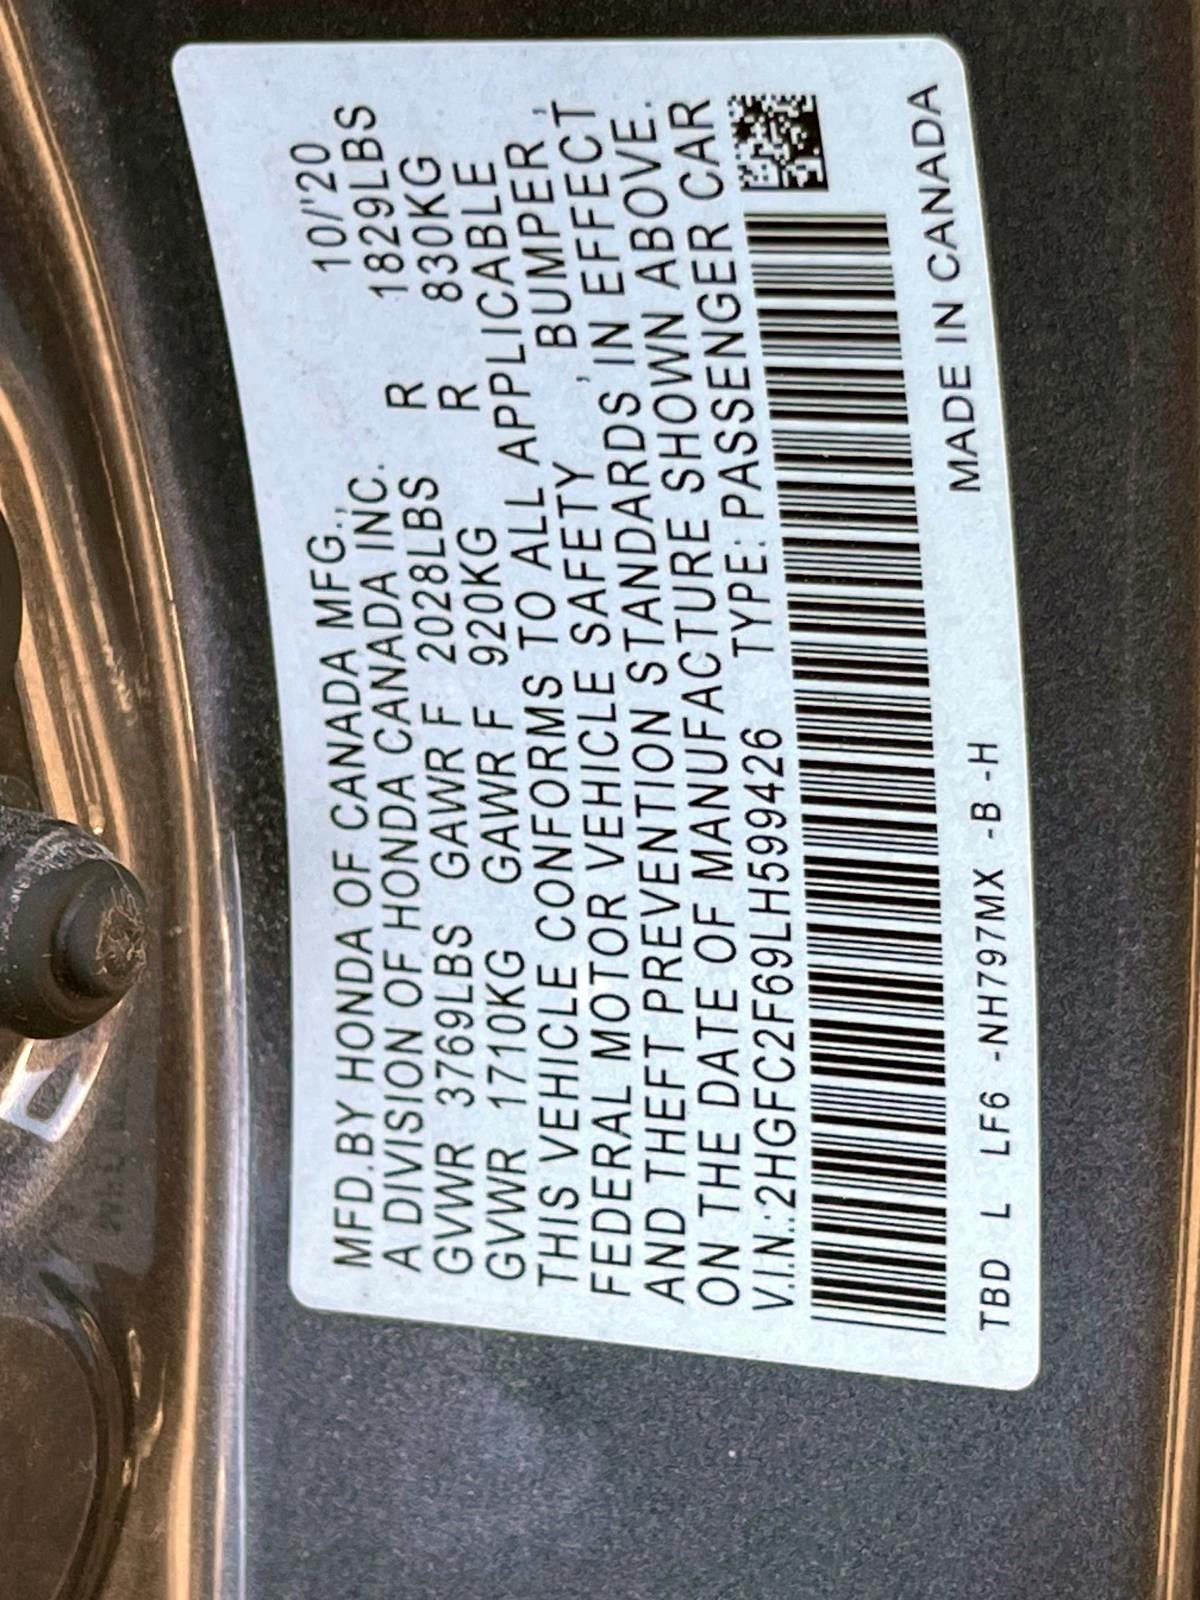 MFD.BY HONDA OF CANADA MFG., 10/'20
A DIVISION OF HONDA CANADA INC.
GVWR 3769LBS GAWR F 2028LBS R 1829LBS
GVWR 1710KG GAWR F 920KG R 830KG
THIS VEHICLE CONFORMS TO ALL APPLICABLE
FEDERAL MOTOR VEHICLE SAFETY , BUMPER ,
AND THEFT PREVENTION STANDARDS IN EFFECT
ON THE DATE OF MANUFACTURE SHOWN ABOVE.
V.I.N.:2HGFC2F69LH599426 TYPE: PASSENGER CAR
TBD L LF6 -NH797MX -B -H MADE IN CANADA